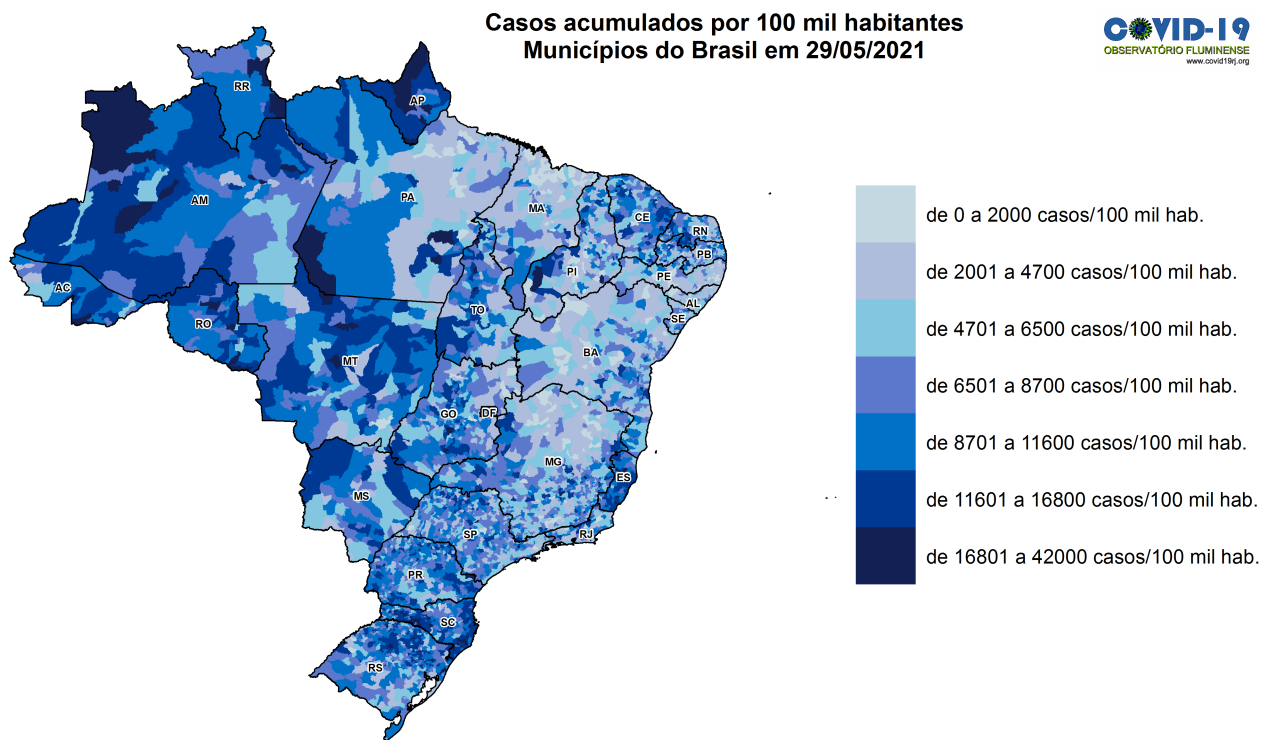 Casos acumulados por 100 mil habitantes
Municípios do Brasil em 29/05/2021
COVID-19
OBSERVATÓRIO FLUMINENSE
www.covid19rj.org
RR
AP
AM
PA
MA
CE
RN
PB
PI
PE
AC
AL
TO
SE
RO
BA
MT
GO
DF
MG
ES
MS
SP
RJ
PR
SC
RS
de 0 a 2000 casos/100 mil hab.
de 2001 a 4700 casos/100 mil hab.
de 4701 a 6500 casos/100 mil hab.
de 6501 a 8700 casos/100 mil hab.
de 8701 a 11600 casos/100 mil hab.
de 11601 a 16800 casos/100 mil hab.
de 16801 a 42000 casos/100 mil hab.